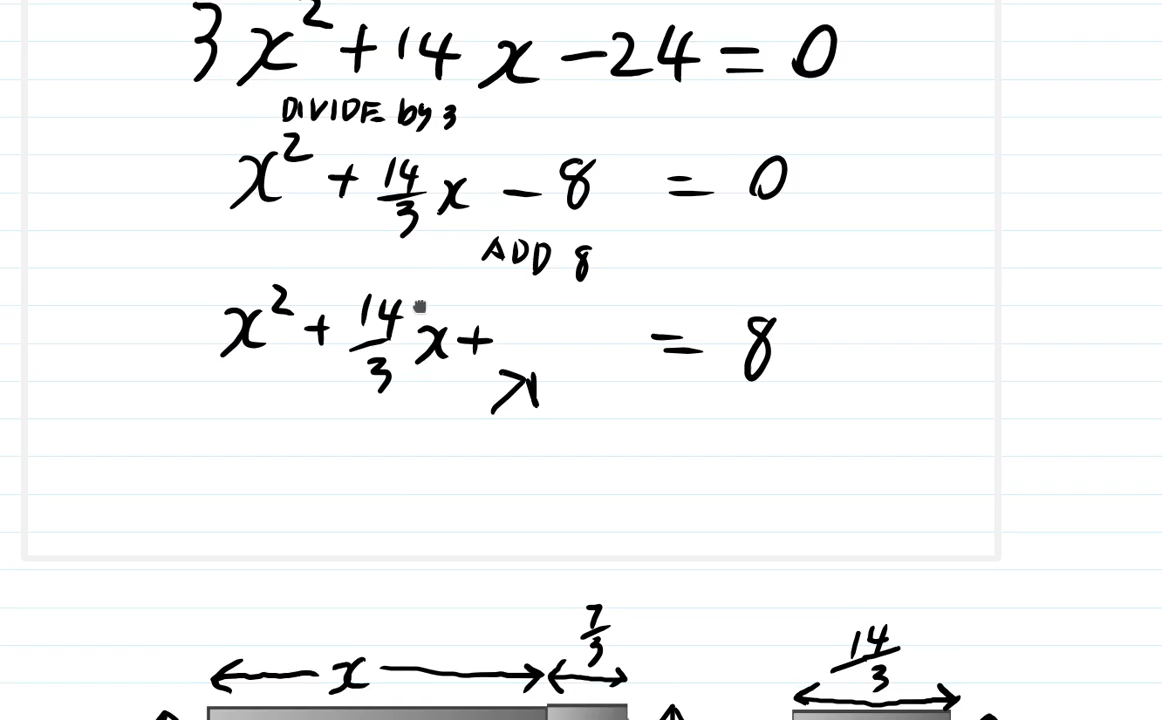 3x² + 14x - 24 = 0
DIVIDE by 3
x² + 14/3 x - 8 = 0
ADD 8
x² + 14/3 x + = 8
7/3
14/3
x